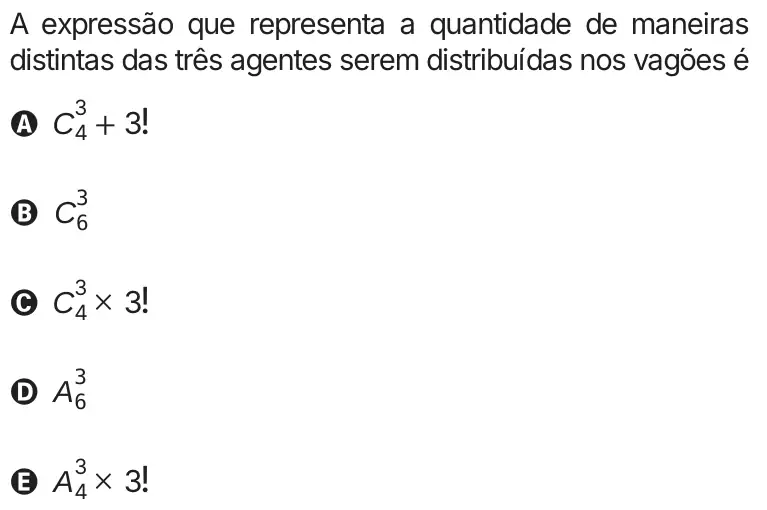 A expressão que representa a quantidade de maneiras
distintas das três agentes serem distribuídas nos vagões é
A C₄³ + 3!
B C₆³
C C₄³ × 3!
D A₆³
E A₄³ × 3!